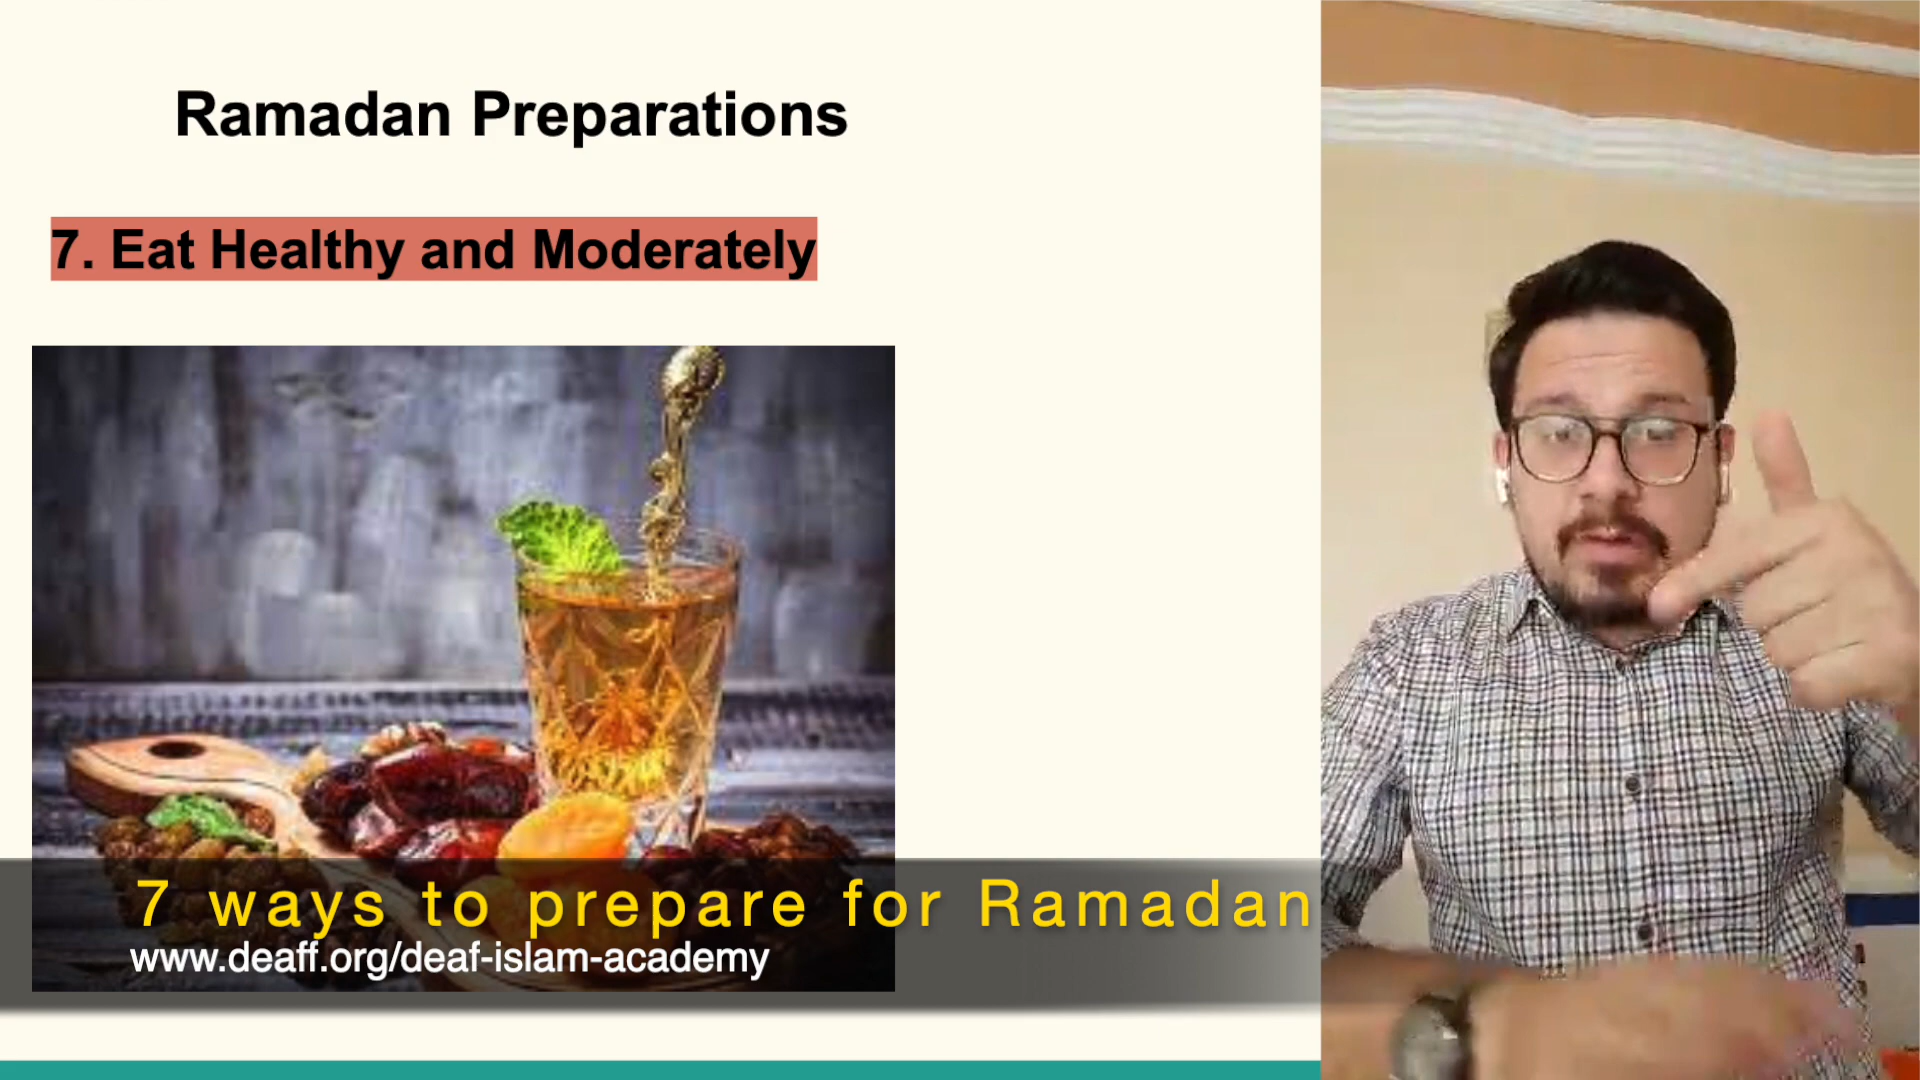 Ramadan Preparations
7. Eat Healthy and Moderately
7 ways to prepare for Ramadan
www.deaff.org/deaf-islam-academy